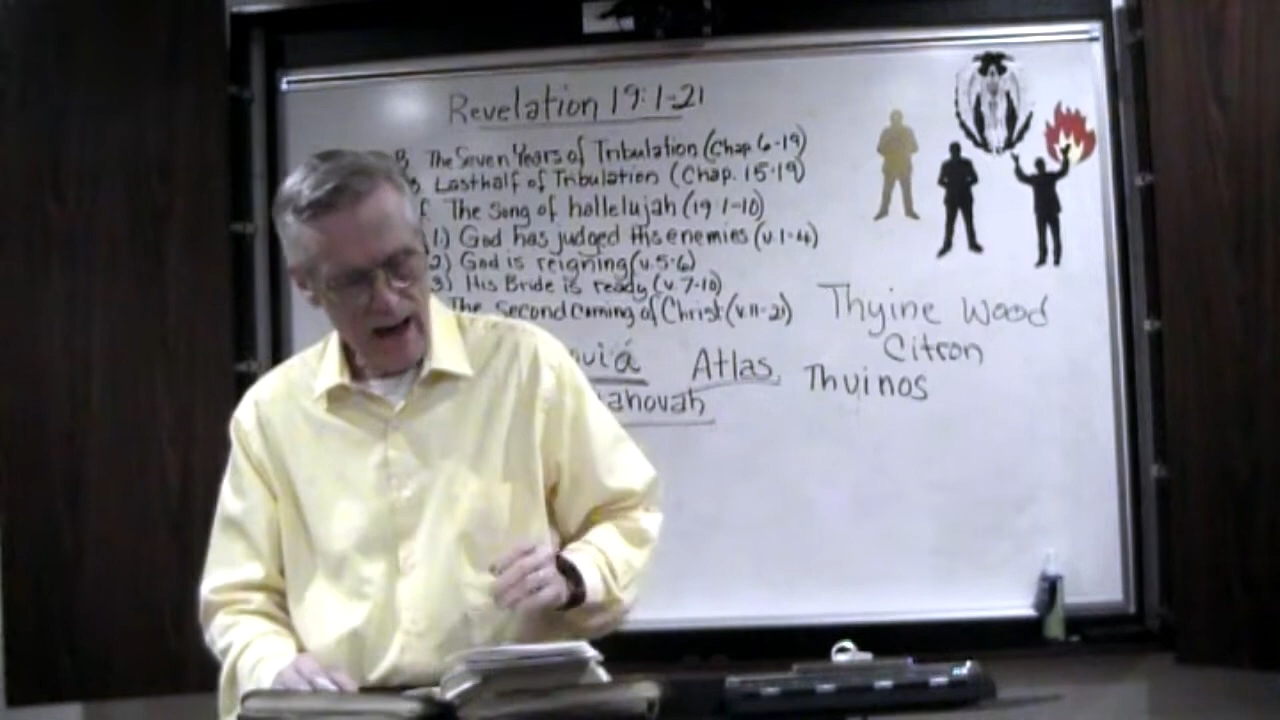 Revelation 19:1-21
B. The Seven Years of Tribulation (Chap 6-19)
Last half of Tribulation (Chap. 15-19)
f. The Song of hallelujah (19 1-10)
1.) God has judged His enemies (v.1-4)
2) God is reigning (v.5-6)
3) His Bride is ready (v.7-10)
The Second Coming of Christ (v.11-21)
Thyine Wood
Citron
Atlas
Thuinos